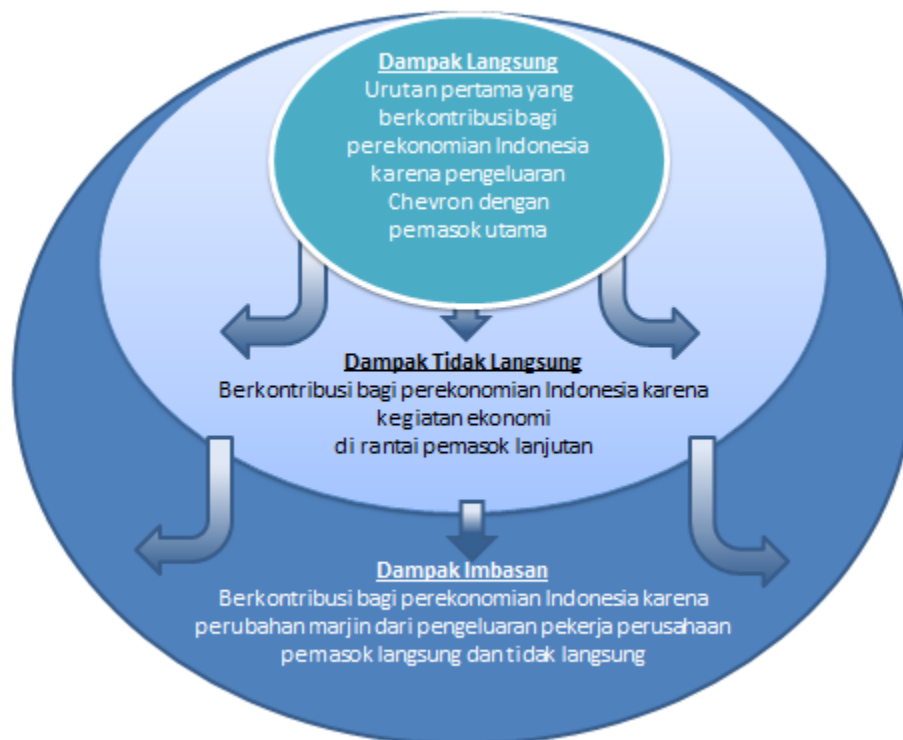 Dampak Langsung
Urutan pertama yang
berkontribusi bagi
perekonomian Indonesia
karena pengeluaran
Chevron dengan
pemasok utama
Dampak Tidak Langsung
Berkontribusi bagi perekonomian Indonesia karena
kegiatan ekonomi
di rantai pemasok lanjutan
Dampak Imbasan
Berkontribusi bagi perekonomian Indonesia karena
perubahan marjin dari pengeluaran pekerja perusahaan
pemasok langsung dan tidak langsung